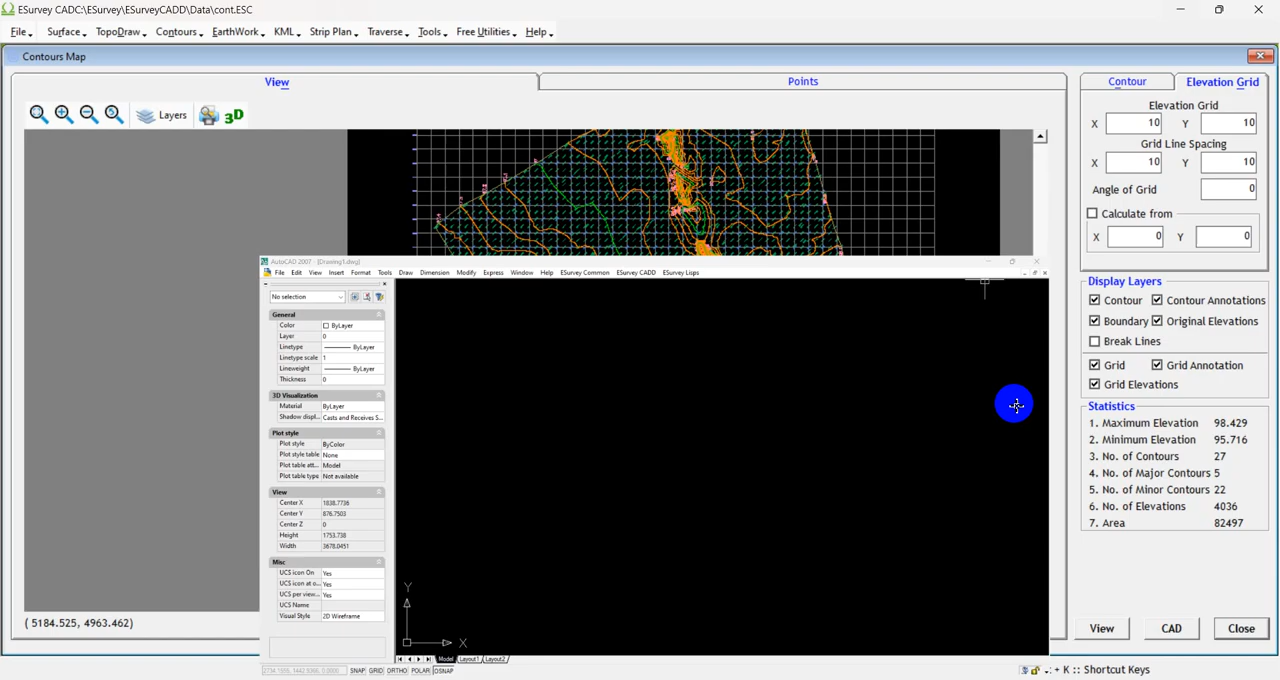 ESurvey CADC:\ESurvey\ESurveyCADD\Data\cont.ESC
File Surface TopoDraw Contours EarthWork KML Strip Plan Traverse Tools Free Utilities Help
Contours Map
View Points Contour Elevation Grid
Layers 3D
Elevation Grid
X 10 Y 10
Grid Line Spacing
X 10 Y 10
Angle of Grid 0
Calculate from
X 0 Y 0
Display Layers
Contour Contour Annotations
Boundary Original Elevations
Break Lines
Grid Grid Annotation
Grid Elevations
Statistics
1. Maximum Elevation 98.429
2. Minimum Elevation 95.716
3. No. of Contours 27
4. No. of Major Contours 5
5. No. of Minor Contours 22
6. No. of Elevations 4036
7. Area 82497
View CAD Close
( 5184.525, 4963.462)
AutoCAD 2007 - [Drawing1.dwg]
File Edit View Insert Format Tools Draw Dimension Modify Express Window Help ESurvey Common ESurvey CADD ESurvey Lisps
No selection
General
Color ByLayer
Layer 0
Linetype ByLayer
Linetype scale 1
Lineweight ByLayer
Thickness 0
3D Visualization
Material ByLayer
Shadow displ... Casts and Receives S...
Plot style
Plot style ByColor
Plot style table None
Plot table att... Model
Plot table type Not available
View
Center X 1838.7736
Center Y 876.7503
Center Z 0
Height 1753.738
Width 3678.0451
Misc
UCS icon On Yes
UCS icon at o... Yes
UCS per view... Yes
UCS Name
Visual Style 2D Wireframe
Y
X
Model Layout1 Layout2
SNAP GRID ORTHO POLAR OSNAP
+ K :: Shortcut Keys